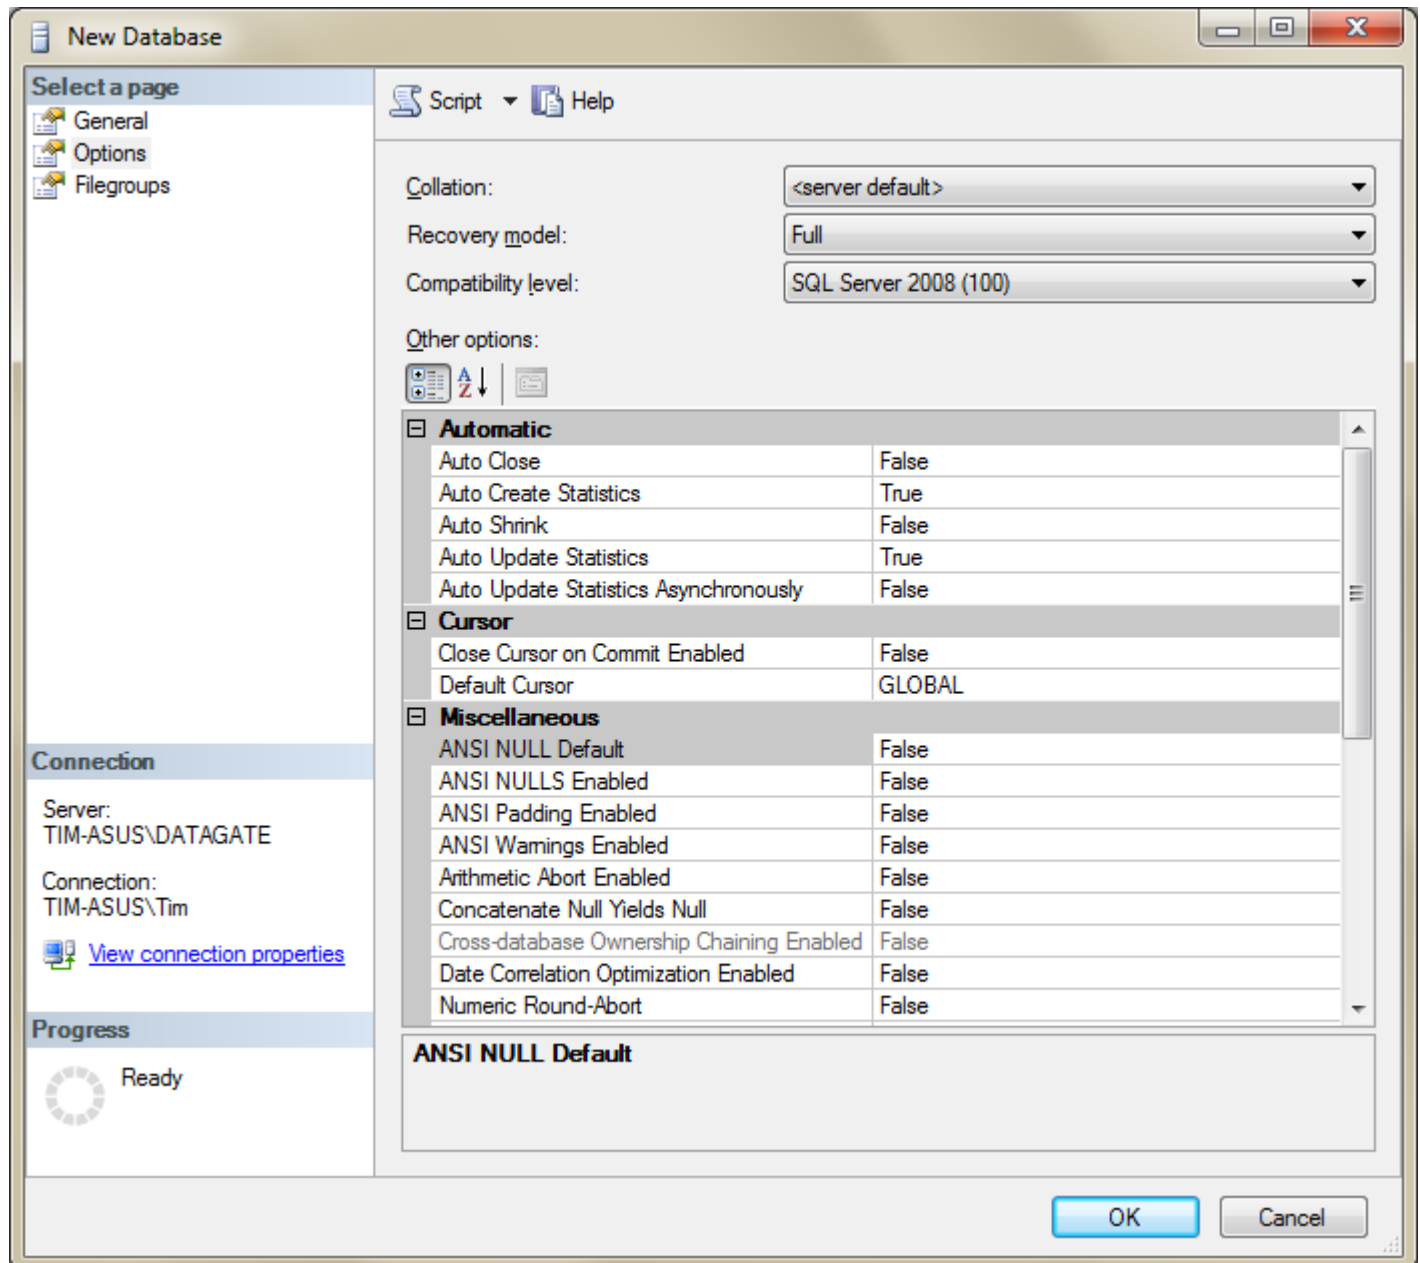 New Database
Select a page
General
Options
Filegroups
Script
Help
Collation:
<server default>
Recovery model:
Full
Compatibility level:
SQL Server 2008 (100)
Other options:
Automatic
Auto Close False
Auto Create Statistics True
Auto Shrink False
Auto Update Statistics True
Auto Update Statistics Asynchronously False
Cursor
Close Cursor on Commit Enabled False
Default Cursor GLOBAL
Miscellaneous
ANSI NULL Default False
ANSI NULLS Enabled False
ANSI Padding Enabled False
ANSI Warnings Enabled False
Arithmetic Abort Enabled False
Concatenate Null Yields Null False
Cross-database Ownership Chaining Enabled False
Date Correlation Optimization Enabled False
Numeric Round-Abort False
ANSI NULL Default
Connection
Server:
TIM-ASUS\DATAGATE
Connection:
TIM-ASUS\Tim
View connection properties
Progress
Ready
OK
Cancel